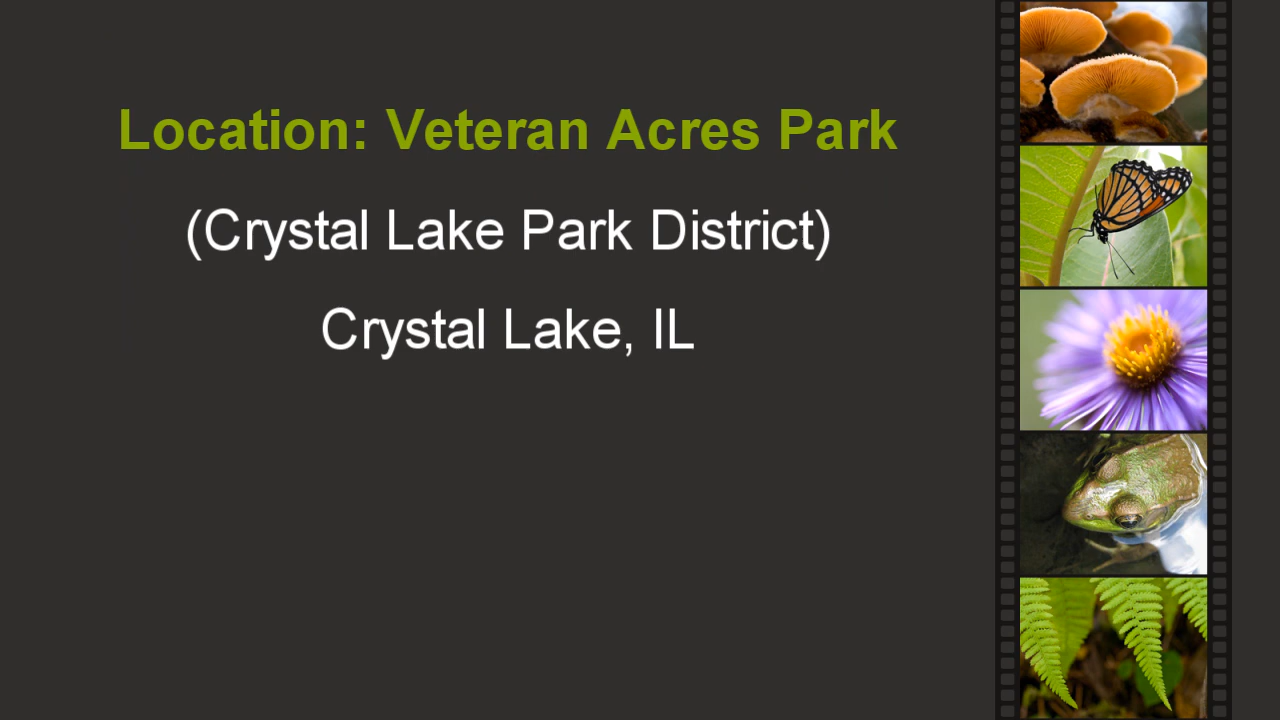 Location: Veteran Acres Park
(Crystal Lake Park District)
Crystal Lake, IL